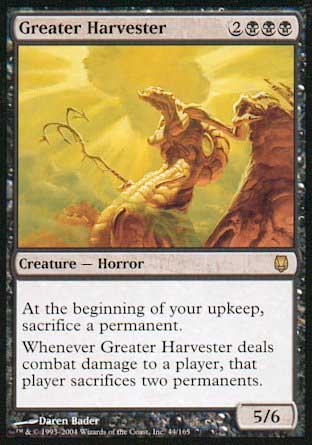 Greater Harvester 2
Creature — Horror
At the beginning of your upkeep,
sacrifice a permanent.
Whenever Greater Harvester deals
combat damage to a player, that
player sacrifices two permanents.
Daren Bader
™ & © 1993-2004 Wizards of the Coast, Inc. 44/165
5/6